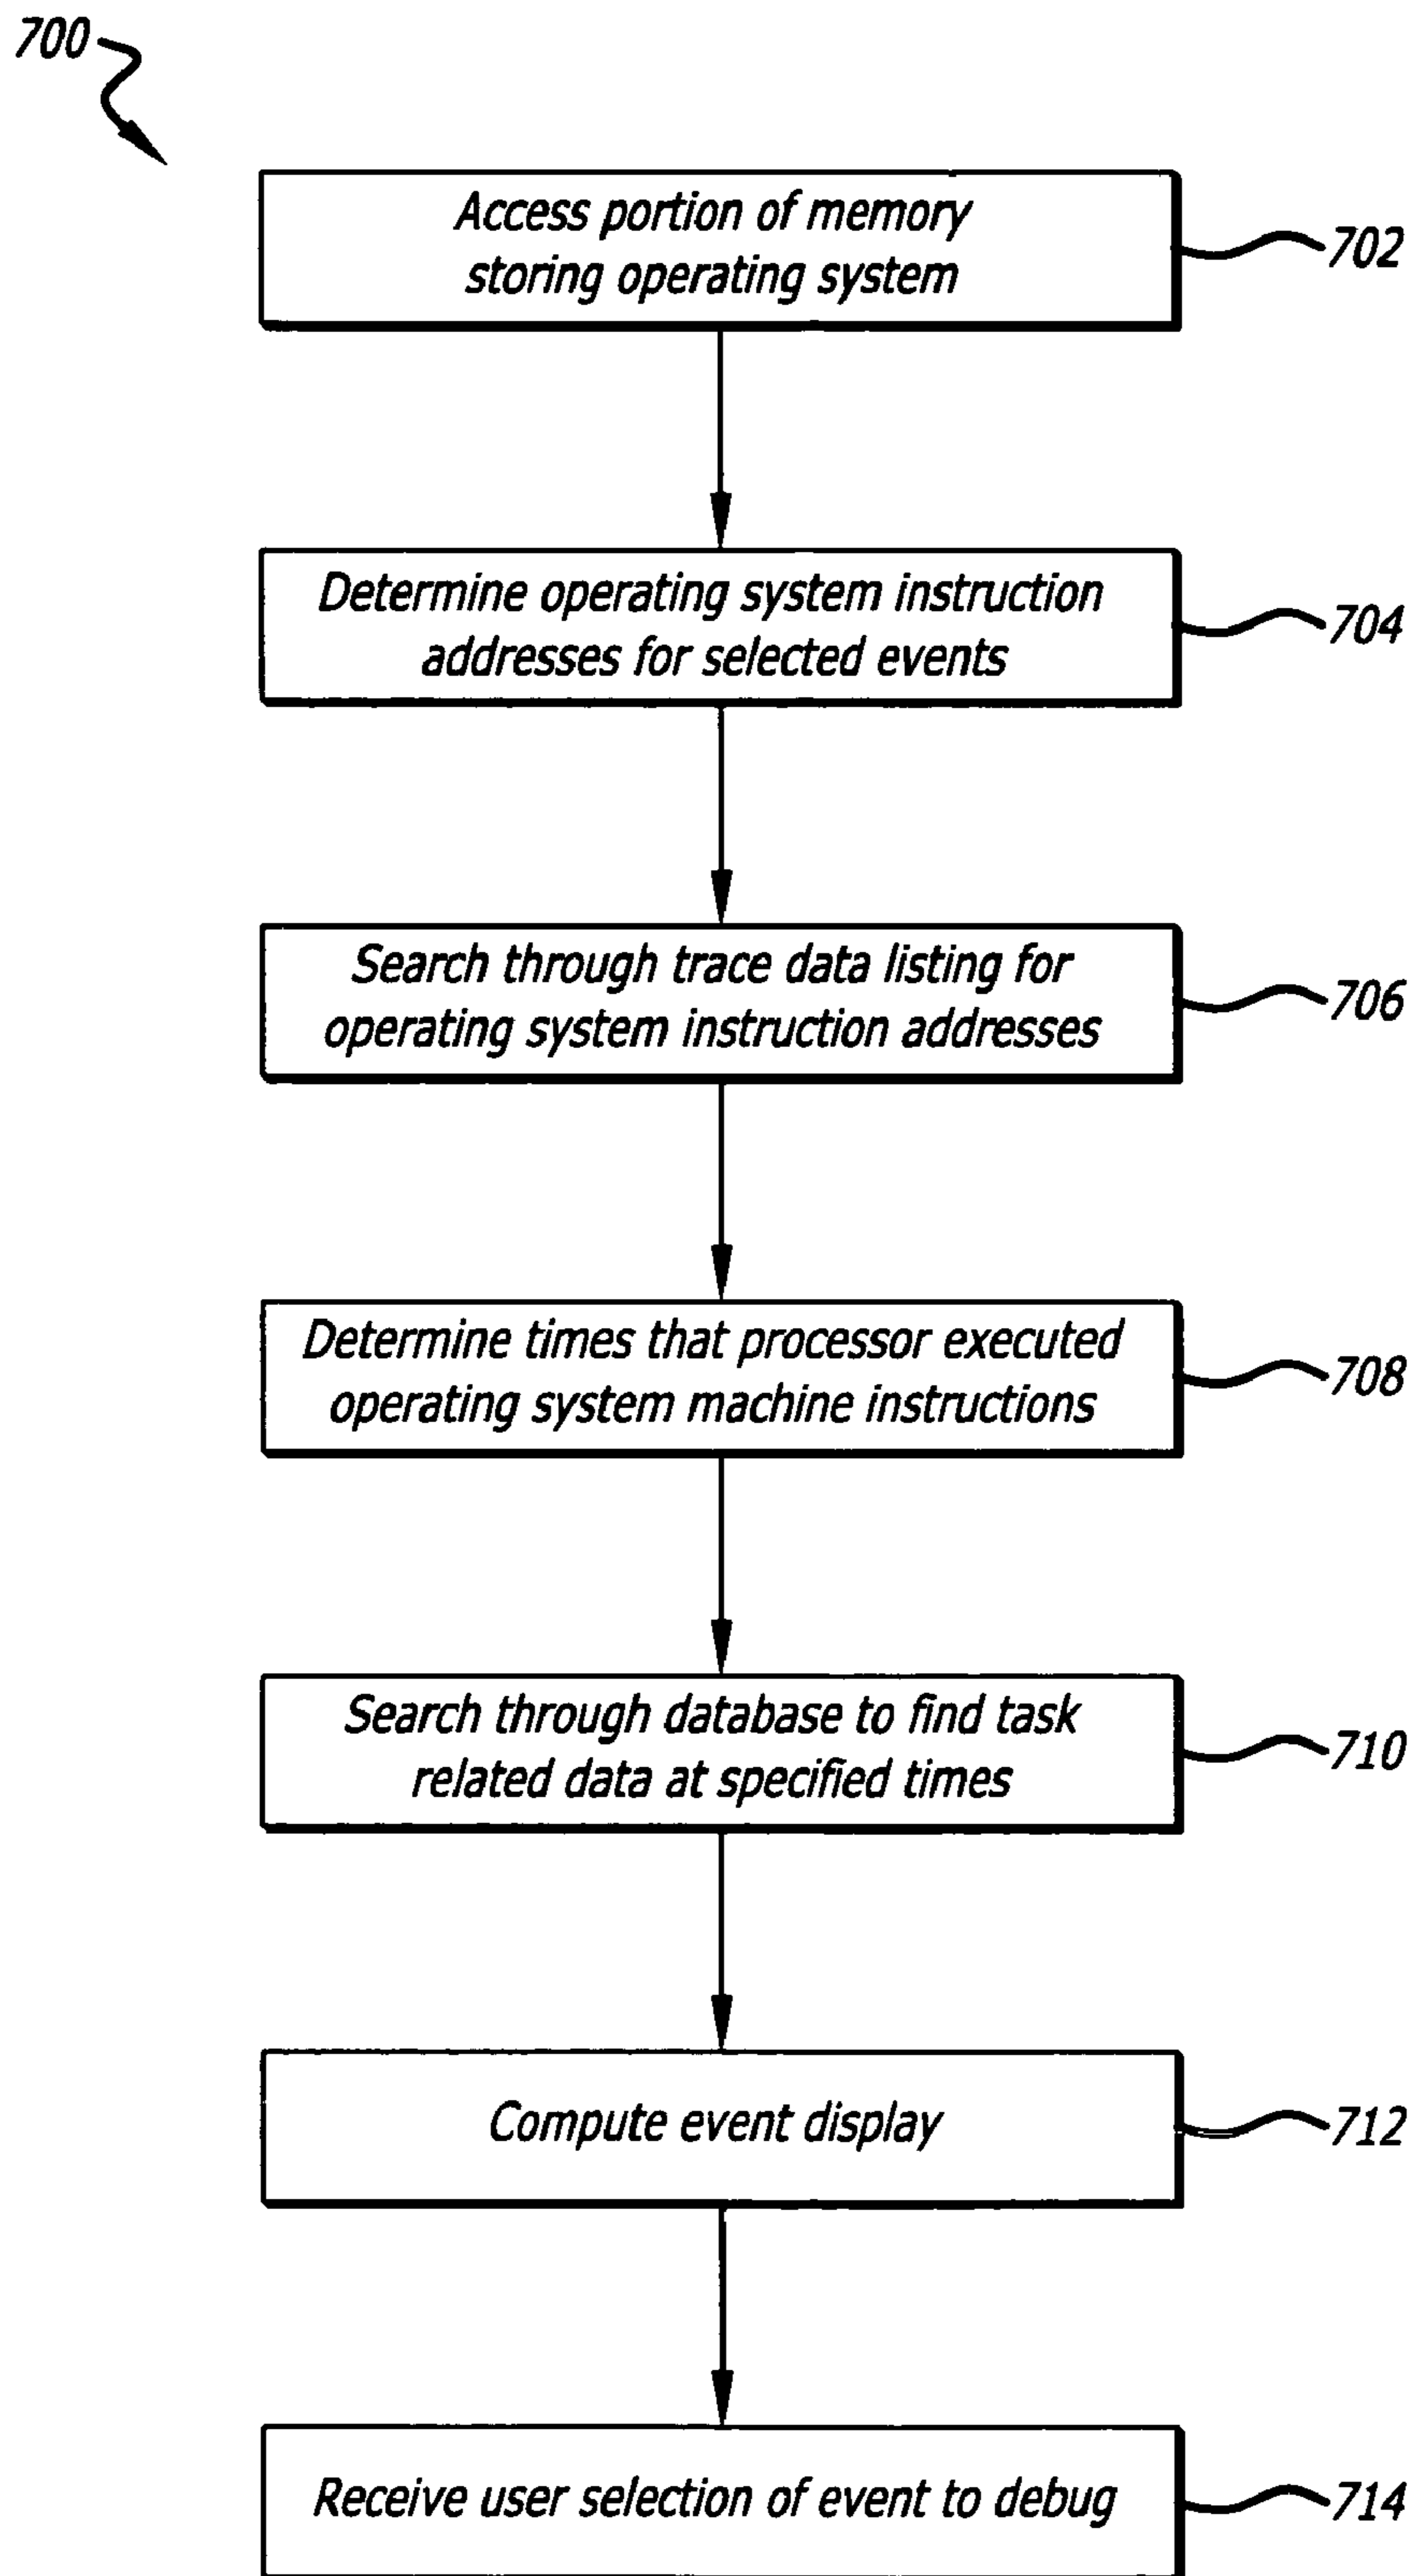 700
Access portion of memory
storing operating system
702
Determine operating system instruction
addresses for selected events
704
Search through trace data listing for
operating system instruction addresses
706
Determine times that processor executed
operating system machine instructions
708
Search through database to find task
related data at specified times
710
Compute event display
712
Receive user selection of event to debug
714